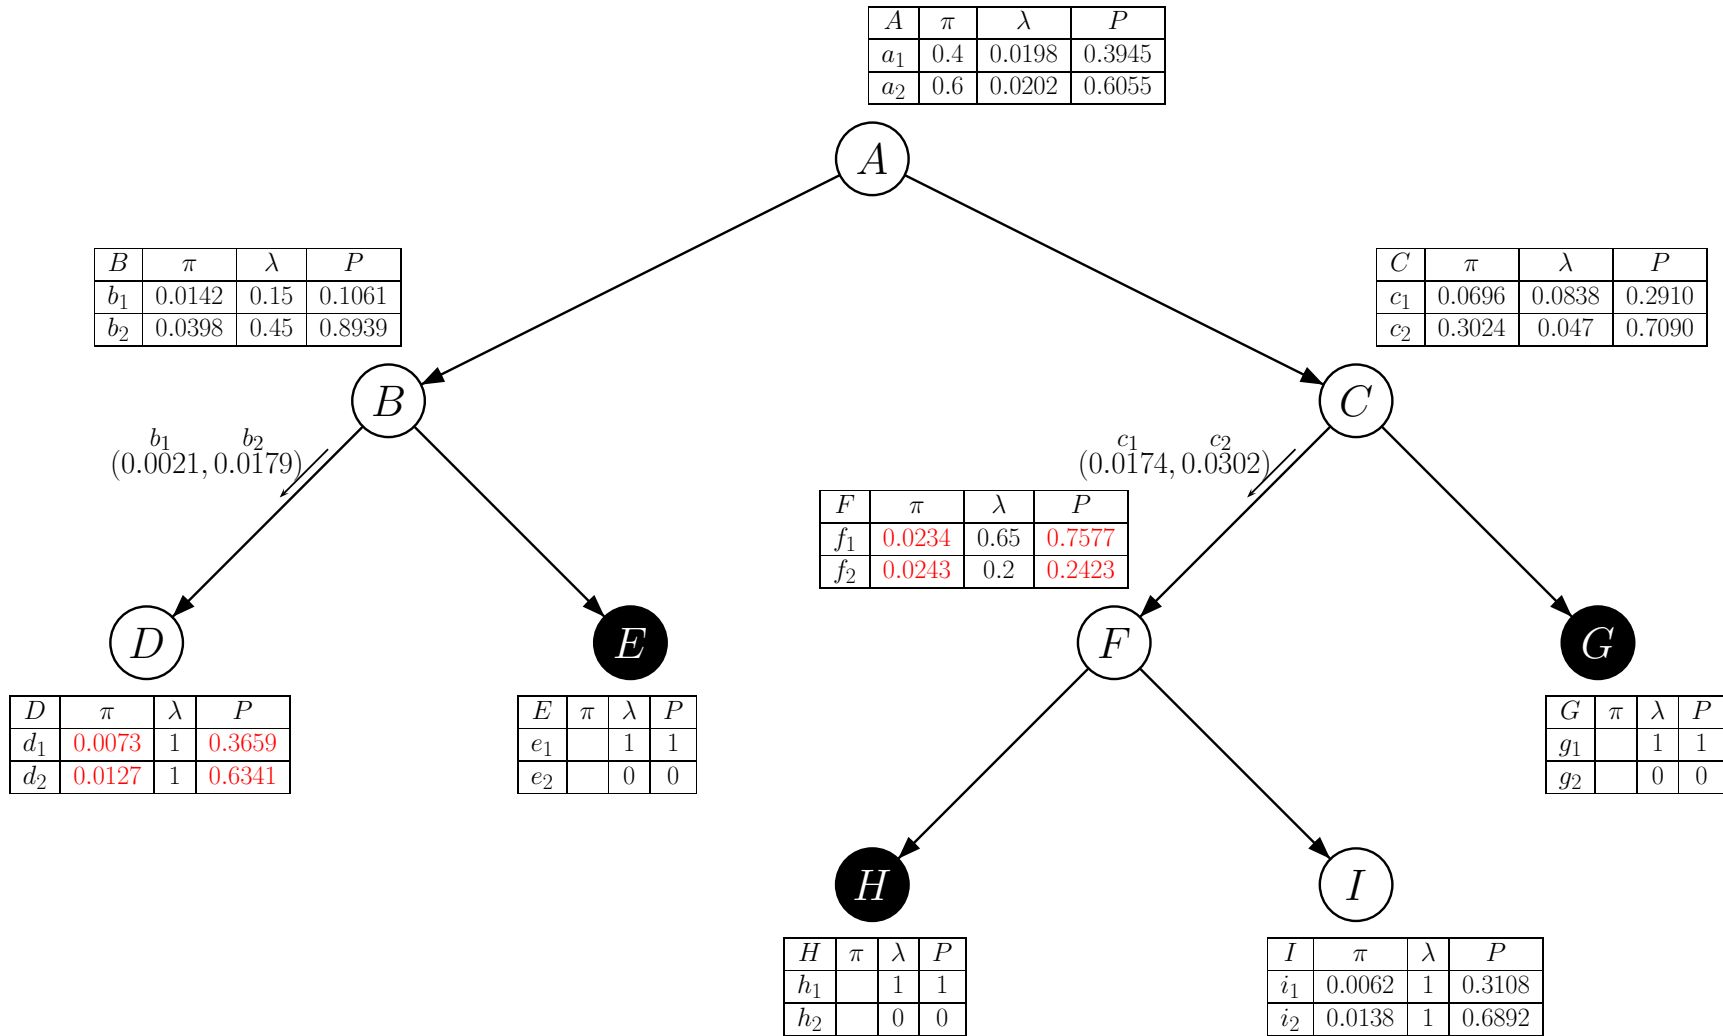 A π λ P
a1 0.4 0.0198 0.3945
a2 0.6 0.0202 0.6055
A
B π λ P
b1 0.0142 0.15 0.1061
b2 0.0398 0.45 0.8939
C π λ P
c1 0.0696 0.0838 0.2910
c2 0.3024 0.047 0.7090
B
C
b1 b2
(0.0021, 0.0179)
c1 c2
(0.0174, 0.0302)
F π λ P
f1 0.0234 0.65 0.7577
f2 0.0243 0.2 0.2423
D
E
F
G
D π λ P
d1 0.0073 1 0.3659
d2 0.0127 1 0.6341
E π λ P
e1 1 1
e2 0 0
G π λ P
g1 1 1
g2 0 0
H
I
H π λ P
h1 1 1
h2 0 0
I π λ P
i1 0.0062 1 0.3108
i2 0.0138 1 0.6892